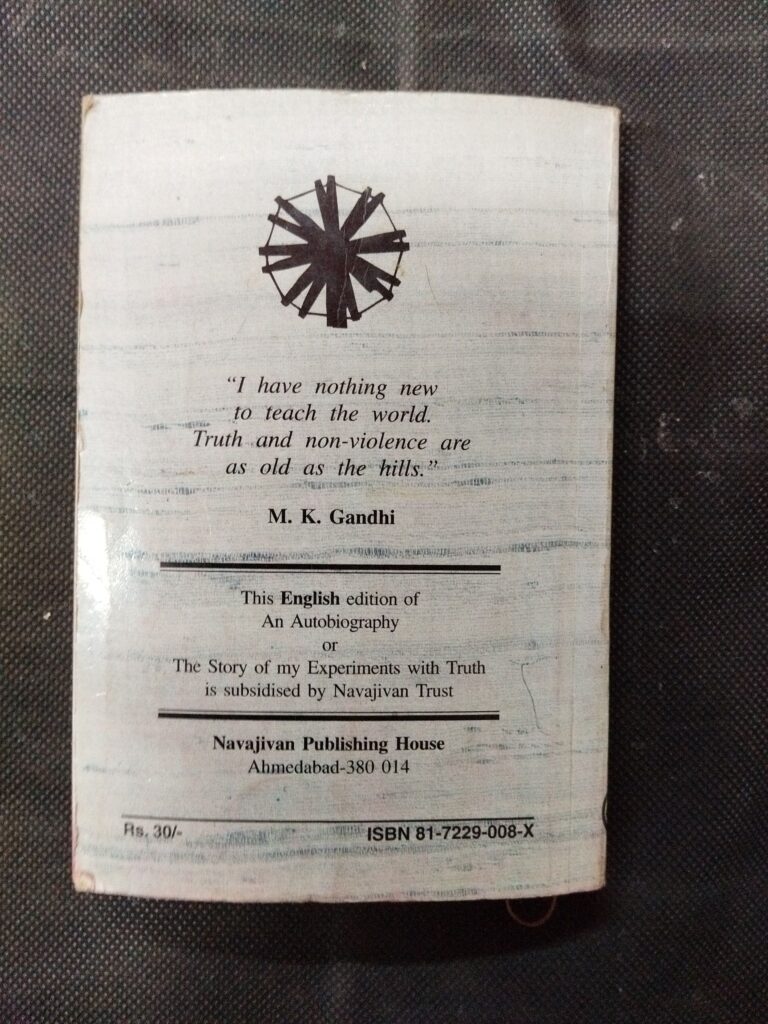 “I have nothing new
to teach the world.
Truth and non-violence are
as old as the hills.”
M. K. Gandhi
This English edition of
An Autobiography
or
The Story of my Experiments with Truth
is subsidised by Navajivan Trust
Navajivan Publishing House
Ahmedabad-380 014
Rs. 30/- ISBN 81-7229-008-X